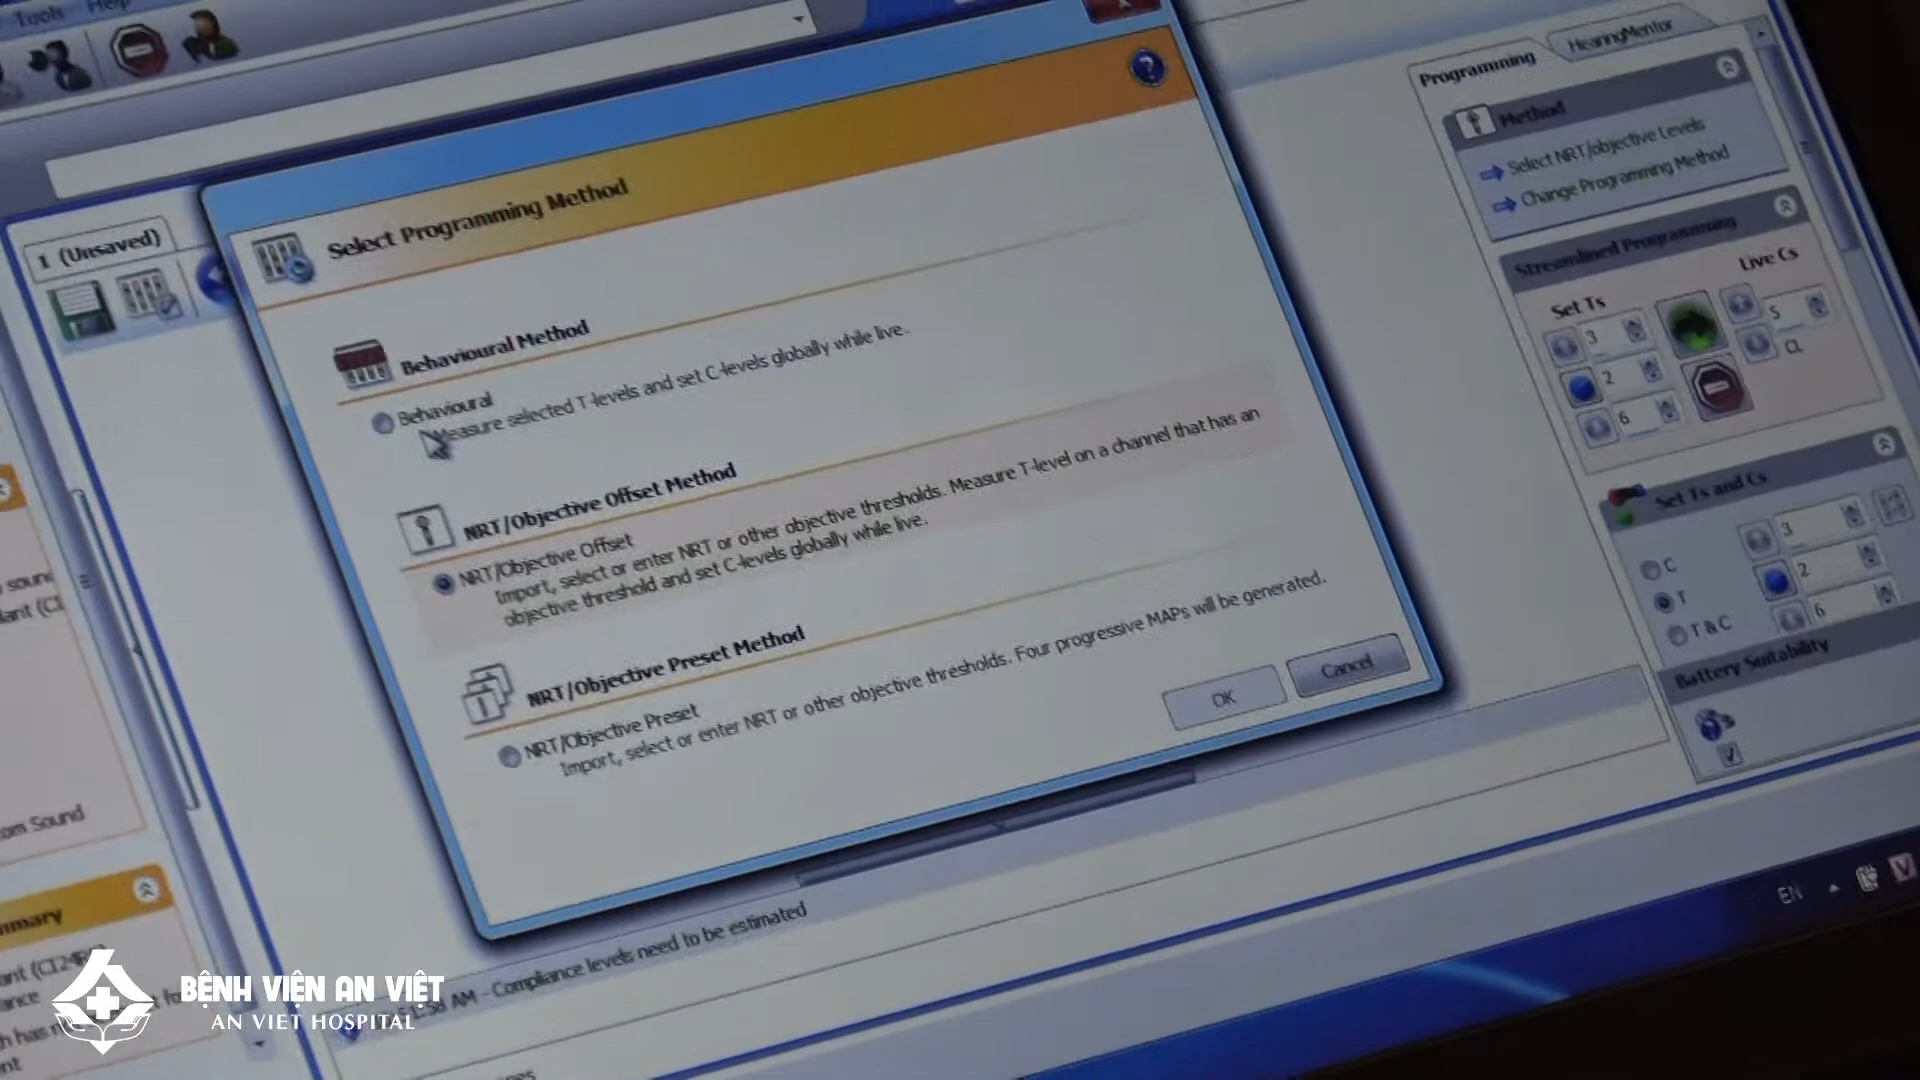 Tools Help
1 (Unsaved)
Select Programming Method
Behavioural Method
Behavioural
Measure selected T-levels and set C-levels globally while live.
NRT/Objective Offset Method
NRT/Objective Offset
Import, select or enter NRT or other objective thresholds. Measure T-level on a channel that has an
objective threshold and set C-levels globally while live.
NRT/Objective Preset Method
NRT/Objective Preset
Import, select or enter NRT or other objective thresholds. Four progressive MAPs will be generated.
OK
Cancel
Programming
HearingMentor
Method
Select NRT/objective Levels
Change Programming Method
Streamlined Programming
Set Ts
Live Cs
3
5
2
CL
6
Set Ts and Cs
C
3
T
2
T & C
6
Battery Suitability
Sound
AM - Compliance levels need to be estimated
EN
V
BỆNH VIỆN AN VIỆT
AN VIET HOSPITAL